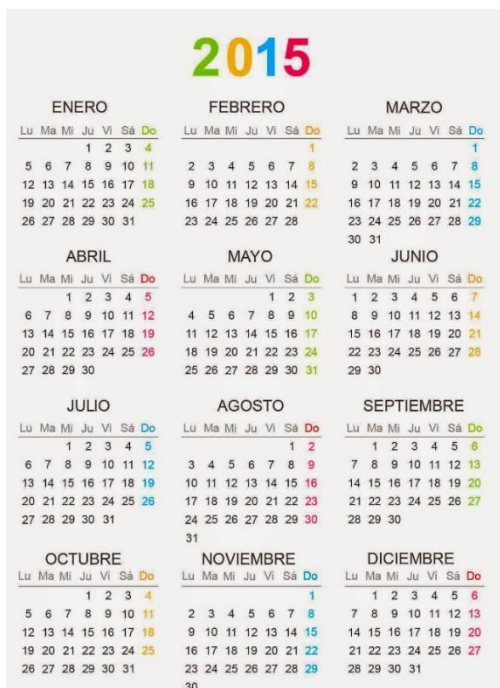 2015
ENERO
Lu Ma Mi Ju Vi Sá Do
1 2 3 4
5 6 7 8 9 10 11
12 13 14 15 16 17 18
19 20 21 22 23 24 25
26 27 28 29 30 31
FEBRERO
Lu Ma Mi Ju Vi Sá Do
1
2 3 4 5 6 7 8
9 10 11 12 13 14 15
16 17 18 19 20 21 22
23 24 25 26 27 28
MARZO
Lu Ma Mi Ju Vi Sá Do
1
2 3 4 5 6 7 8
9 10 11 12 13 14 15
16 17 18 19 20 21 22
23 24 25 26 27 28 29
30 31
ABRIL
Lu Ma Mi Ju Vi Sá Do
1 2 3 4 5
6 7 8 9 10 11 12
13 14 15 16 17 18 19
20 21 22 23 24 25 26
27 28 29 30
MAYO
Lu Ma Mi Ju Vi Sá Do
1 2 3
4 5 6 7 8 9 10
11 12 13 14 15 16 17
18 19 20 21 22 23 24
25 26 27 28 29 30 31
JUNIO
Lu Ma Mi Ju Vi Sá Do
1 2 3 4 5 6 7
8 9 10 11 12 13 14
15 16 17 18 19 20 21
22 23 24 25 26 27 28
29 30
JULIO
Lu Ma Mi Ju Vi Sá Do
1 2 3 4 5
6 7 8 9 10 11 12
13 14 15 16 17 18 19
20 21 22 23 24 25 26
27 28 29 30 31
AGOSTO
Lu Ma Mi Ju Vi Sá Do
1 2
3 4 5 6 7 8 9
10 11 12 13 14 15 16
17 18 19 20 21 22 23
24 25 26 27 28 29 30
31
SEPTIEMBRE
Lu Ma Mi Ju Vi Sá Do
1 2 3 4 5 6
7 8 9 10 11 12 13
14 15 16 17 18 19 20
21 22 23 24 25 26 27
28 29 30
OCTUBRE
Lu Ma Mi Ju Vi Sá Do
1 2 3 4
5 6 7 8 9 10 11
12 13 14 15 16 17 18
19 20 21 22 23 24 25
26 27 28 29 30 31
NOVIEMBRE
Lu Ma Mi Ju Vi Sá Do
1
2 3 4 5 6 7 8
9 10 11 12 13 14 15
16 17 18 19 20 21 22
23 24 25 26 27 28 29
30
DICIEMBRE
Lu Ma Mi Ju Vi Sá Do
1 2 3 4 5 6
7 8 9 10 11 12 13
14 15 16 17 18 19 20
21 22 23 24 25 26 27
28 29 30 31